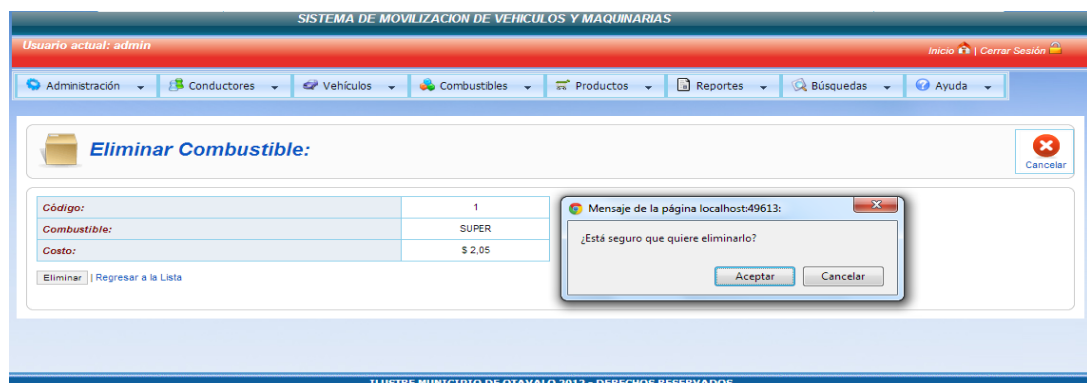 SISTEMA DE MOVILIZACION DE VEHICULOS Y MAQUINARIAS
Usuario actual: admin
Inicio | Cerrar Sesión
Administración Conductores Vehículos Combustibles Productos Reportes Búsquedas Ayuda
Eliminar Combustible:
Cancelar
Código: 1
Combustible: SUPER
Costo: $ 2,05
Eliminar | Regresar a la Lista
Mensaje de la página localhost:49613:
¿Está seguro que quiere eliminarlo?
Aceptar Cancelar
ILUSTRE MUNICIPIO DE OTAVALO 2012 - DERECHOS RESERVADOS